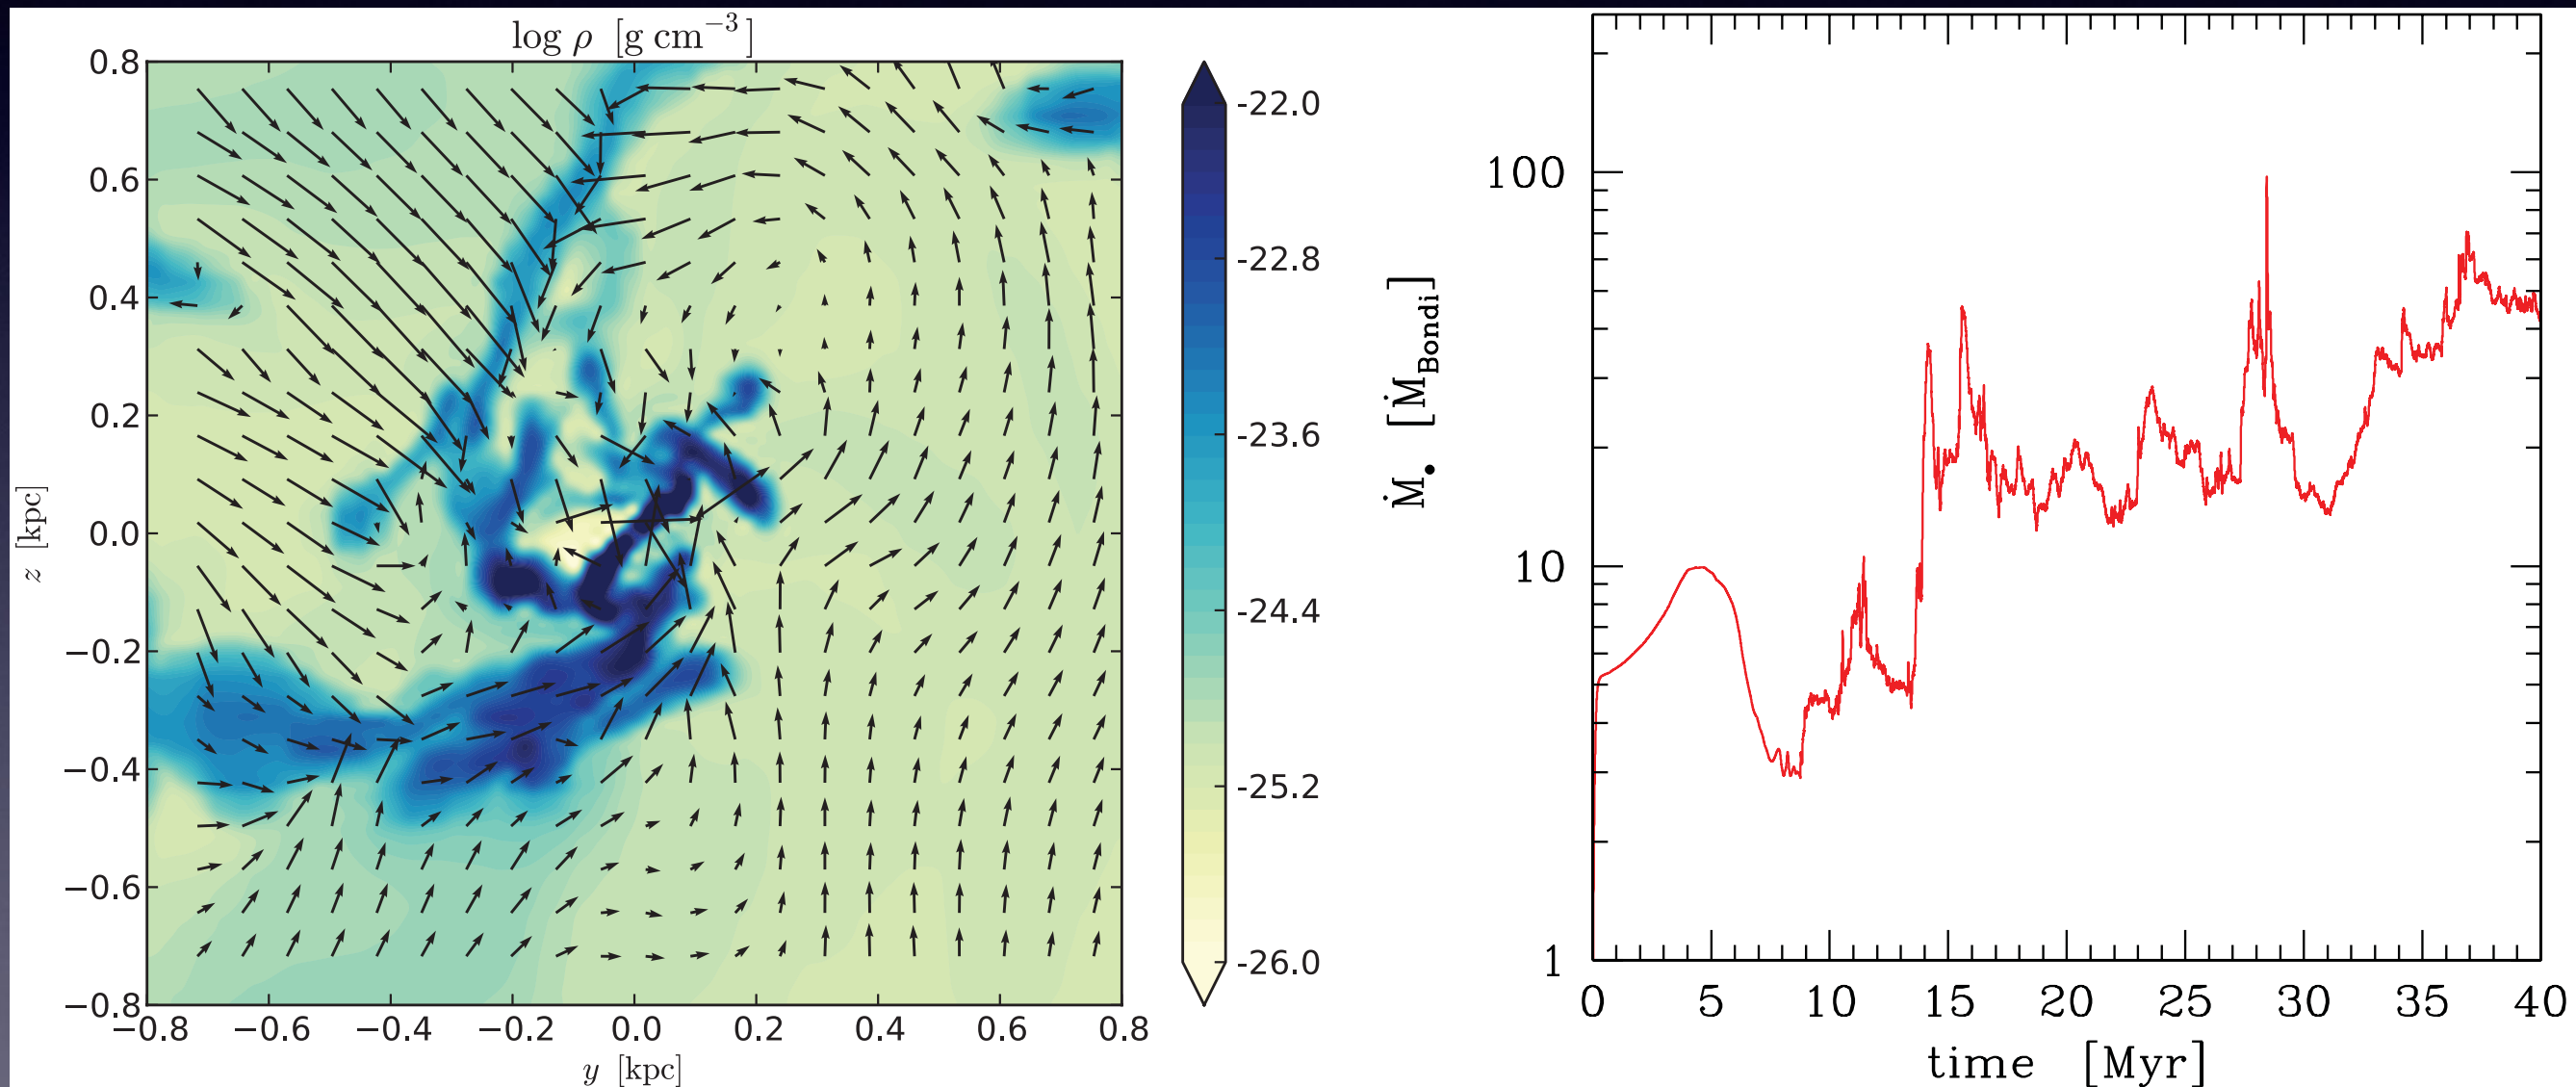 log ρ [g cm⁻³]
0.8
0.6
0.4
0.2
0.0
−0.2
−0.4
−0.6
−0.8
z [kpc]
−0.8 −0.6 −0.4 −0.2 0.0 0.2 0.4 0.6 0.8
y [kpc]
-22.0
-22.8
-23.6
-24.4
-25.2
-26.0
Ṁ• [ṀBondi]
100
10
1
0 5 10 15 20 25 30 35 40
time [Myr]